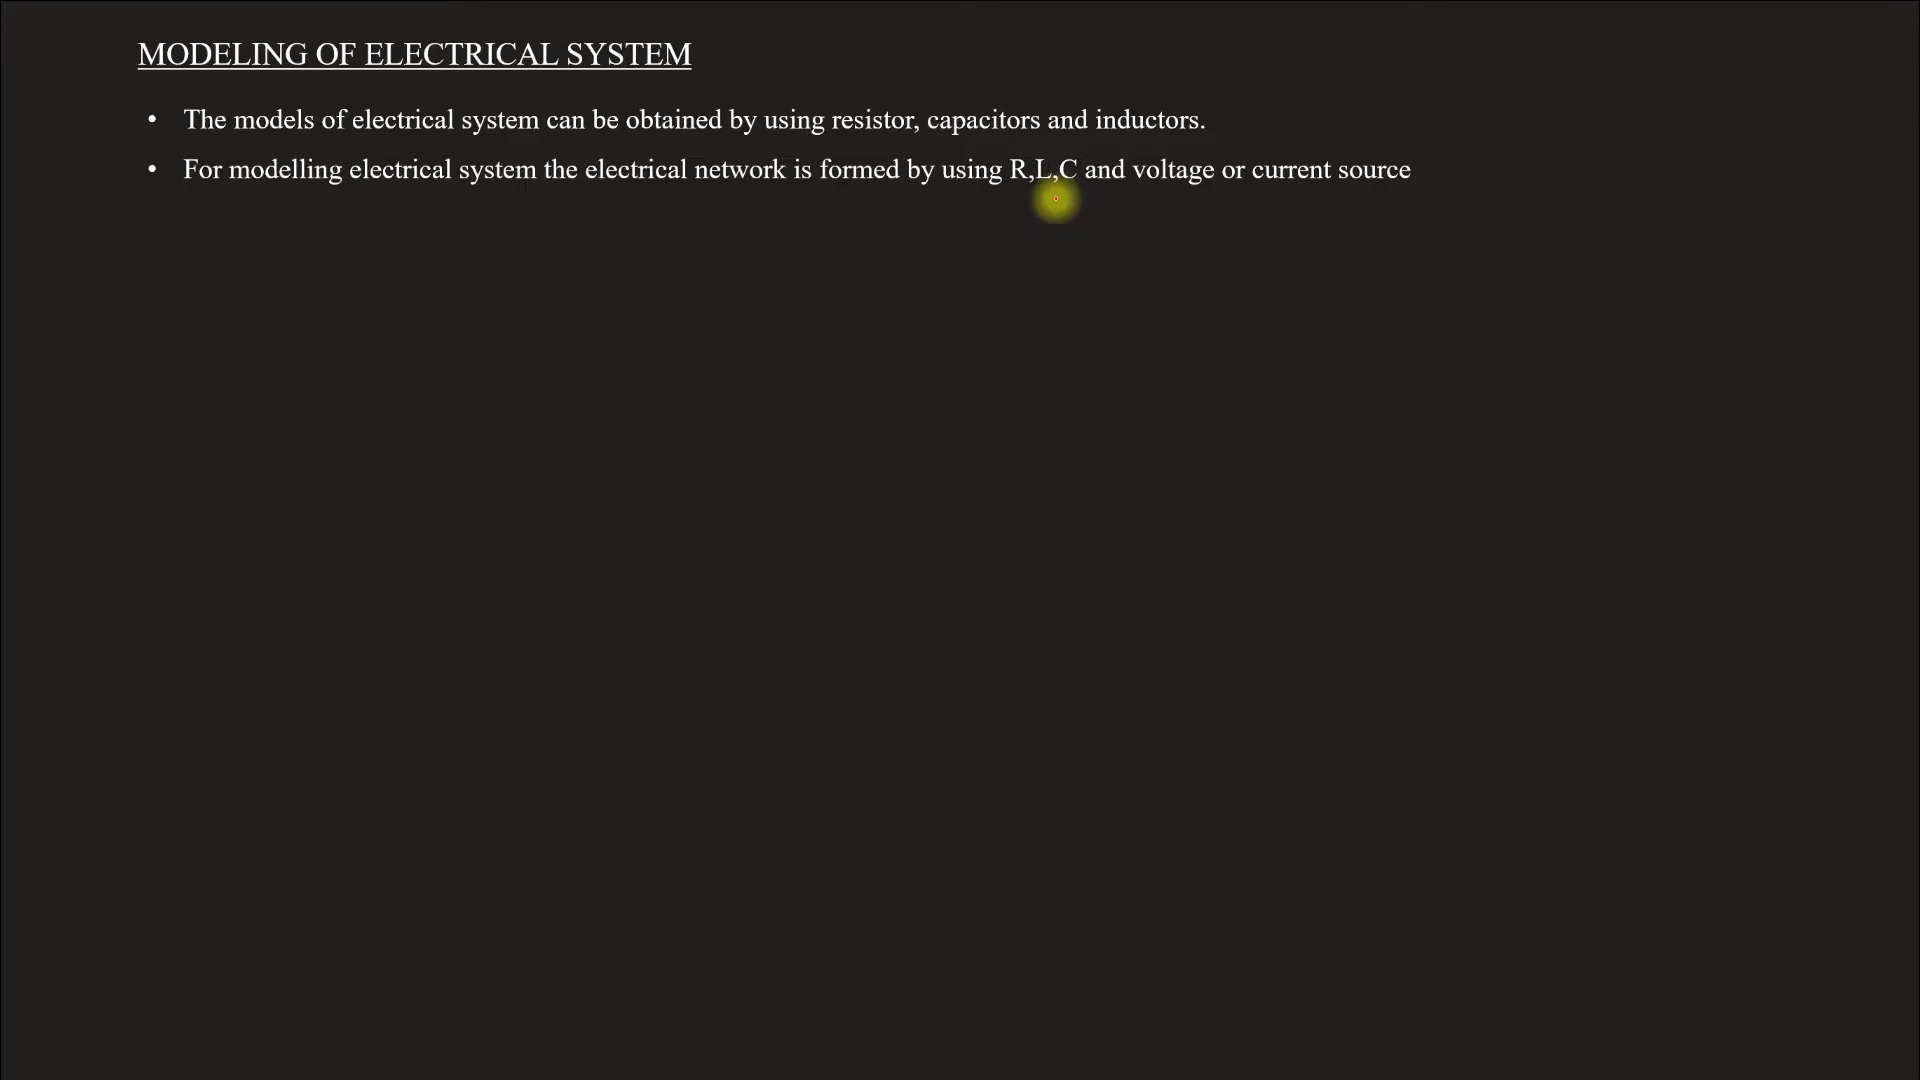 MODELING OF ELECTRICAL SYSTEM
• The models of electrical system can be obtained by using resistor, capacitors and inductors.
• For modelling electrical system the electrical network is formed by using R,L,C and voltage or current source